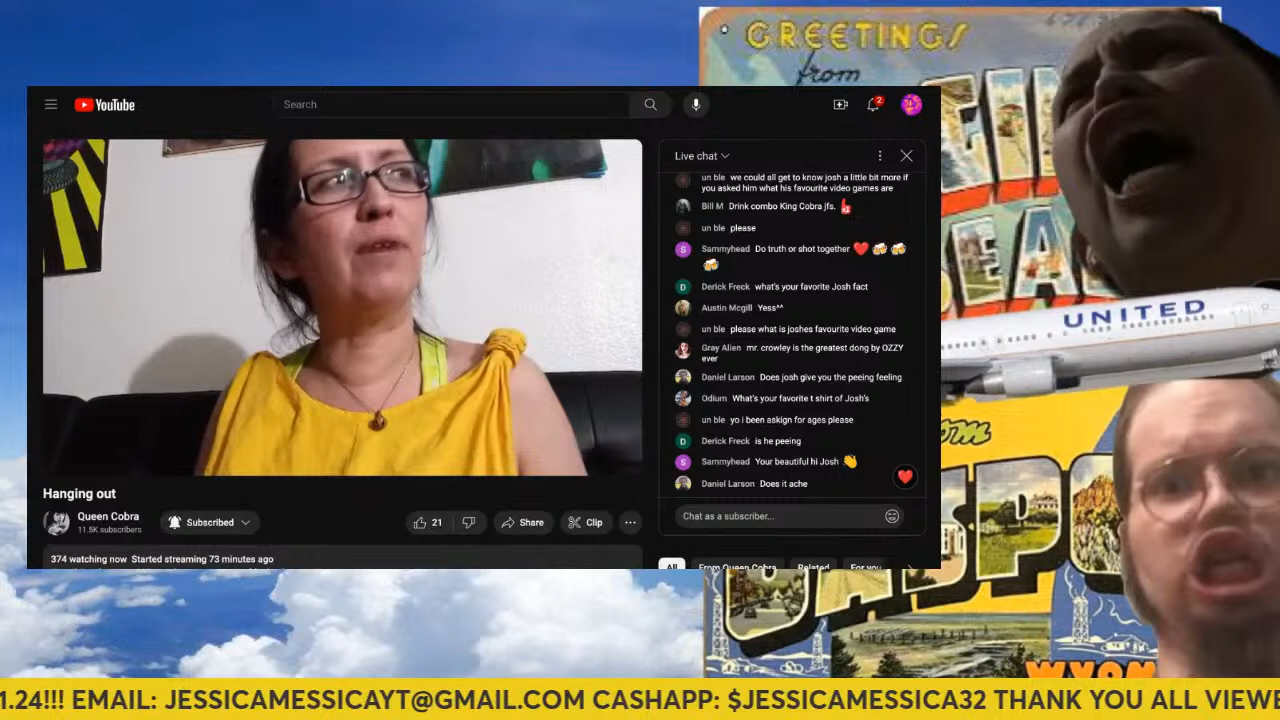 GREETINGS
from
YouTube
Search
2
Live chat
un ble we could all get to know josh a little bit more if
you asked him what his favourite video games are
Bill M Drink combo King Cobra jfs.
un ble please
Sammyhead Do truth or shot together ❤️ 🍻 🍻
🍻
Derick Freck what's your favorite Josh fact
Austin Mcgill Yess^^
un ble please what is joshes favourite video game
Gray Alien mr. crowley is the greatest dong by OZZY
ever
Daniel Larson Does josh give you the peeing feeling
Odium What's your favorite t shirt of Josh's
un ble yo i been askign for ages please
Derick Freck is he peeing
Sammyhead Your beautiful hi Josh 👋
Daniel Larson Does it ache
Chat as a subscriber...
Hanging out
Queen Cobra
11.5K subscribers
Subscribed
21
Share
Clip
374 watching now Started streaming 73 minutes ago
All From Queen Cobra Related For you
UNITED
1.24!!! EMAIL: JESSICAMESSICAYT@GMAIL.COM CASHAPP: $JESSICAMESSICA32 THANK YOU ALL VIEWE